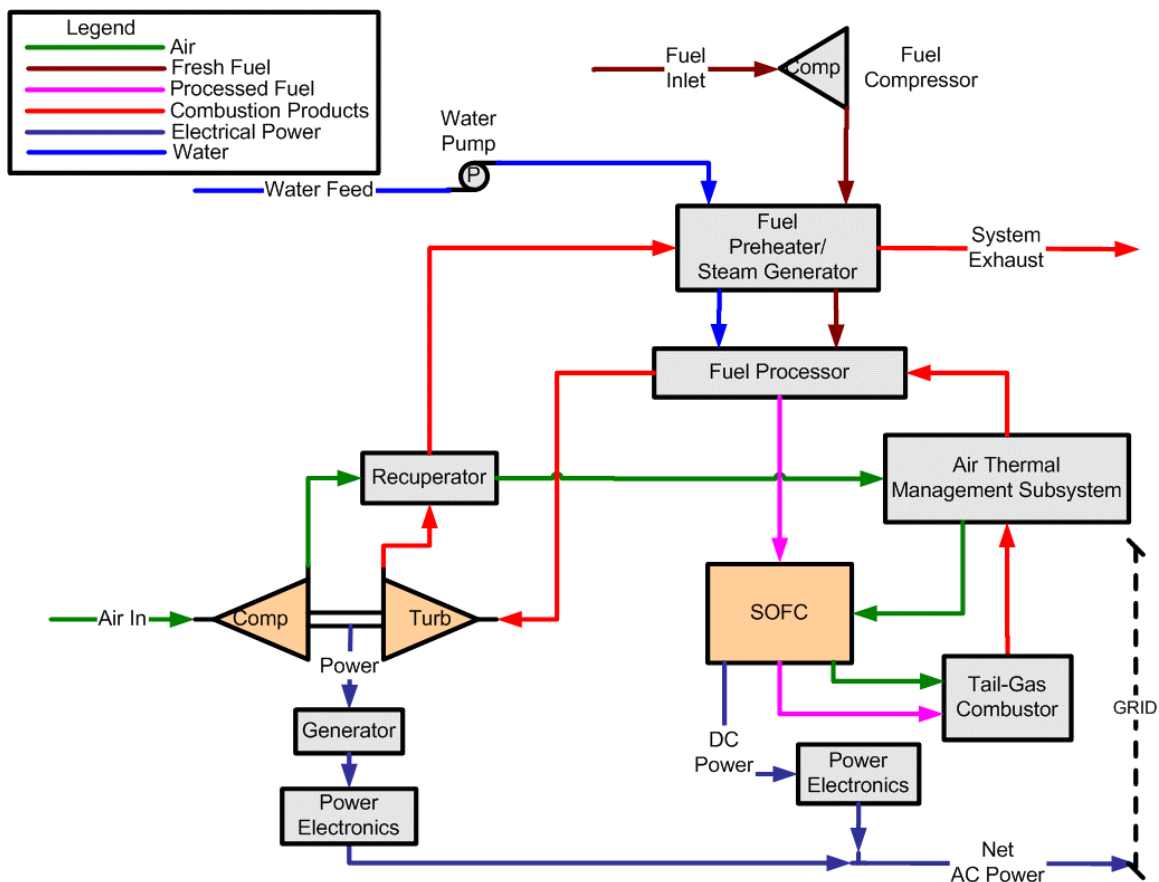 Legend
Air
Fresh Fuel
Processed Fuel
Combustion Products
Electrical Power
Water
Fuel
Inlet
Comp
Fuel
Compressor
Water
Pump
P
Water Feed
Fuel
Preheater/
Steam Generator
System
Exhaust
Fuel Processor
Recuperator
Air Thermal
Management Subsystem
Air In
Comp
Turb
SOFC
Power
Tail-Gas
Combustor
GRID
Generator
DC
Power
Power
Electronics
Power
Electronics
Net
AC Power